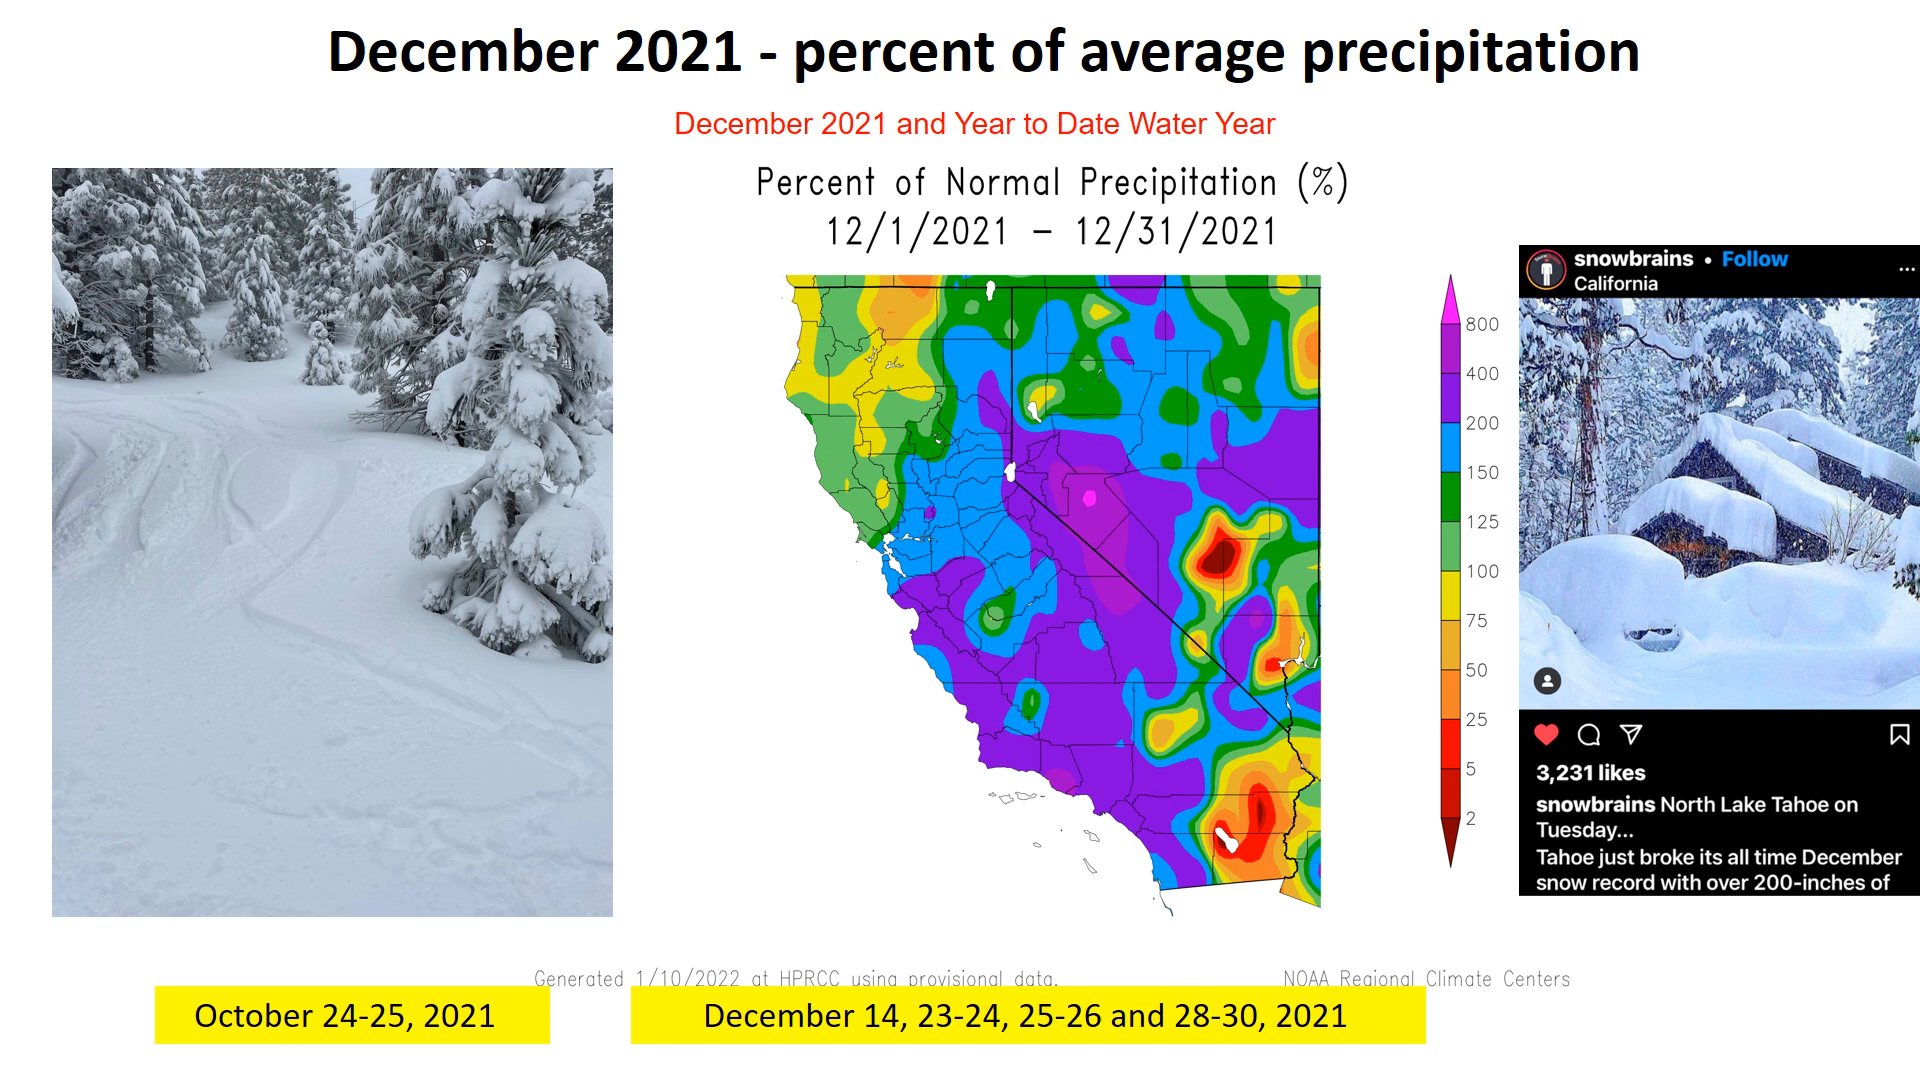 December 2021 - percent of average precipitation
December 2021 and Year to Date Water Year
Percent of Normal Precipitation (%)
12/1/2021 – 12/31/2021
800
400
200
150
125
100
75
50
25
5
2
snowbrains • Follow
California
3,231 likes
snowbrains North Lake Tahoe on
Tuesday...
Tahoe just broke its all time December
snow record with over 200-inches of
Generated 1/10/2022 at HPRCC using provisional data.
NOAA Regional Climate Centers
October 24-25, 2021
December 14, 23-24, 25-26 and 28-30, 2021